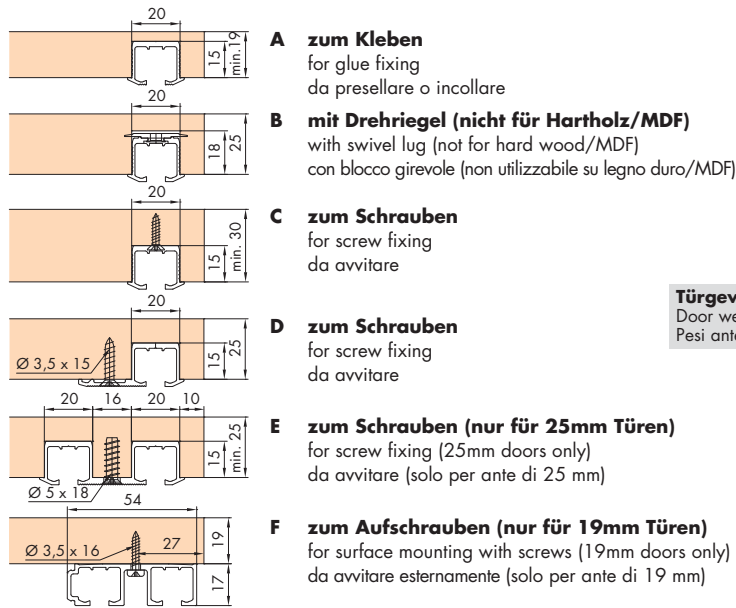 20
15
min. 19
A zum Kleben
for glue fixing
da presellare o incollare
20
18
25
B mit Drehriegel (nicht für Hartholz/MDF)
with swivel lug (not for hard wood/MDF)
con blocco girevole (non utilizzabile su legno duro/MDF)
20
15
min. 30
C zum Schrauben
for screw fixing
da avvitare
20
Ø 3,5 x 15
15
25
D zum Schrauben
for screw fixing
da avvitare
Türgev
Door we
Pesi ante
20 16 20 10
15
min. 25
Ø 5 x 18
E zum Schrauben (nur für 25mm Türen)
for screw fixing (25mm doors only)
da avvitare (solo per ante di 25 mm)
54
Ø 3,5 x 16
27
19
17
F zum Aufschrauben (nur für 19mm Türen)
for surface mounting with screws (19mm doors only)
da avvitare esternamente (solo per ante di 19 mm)